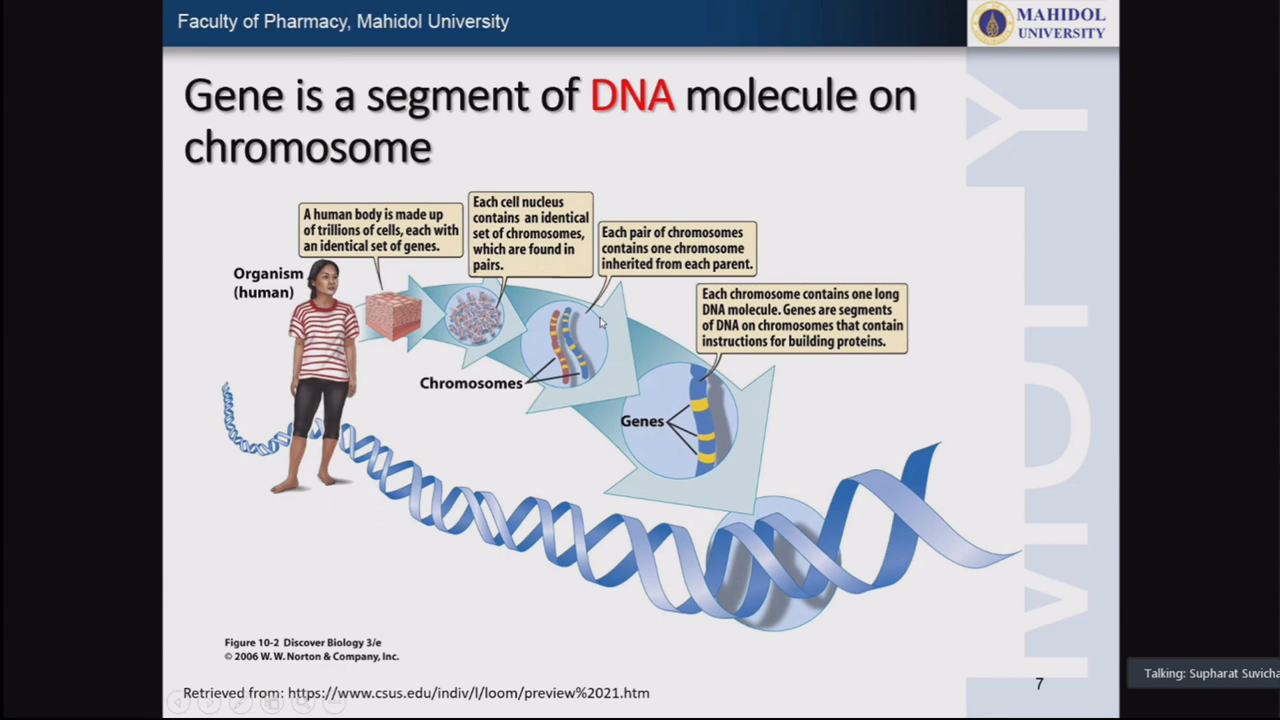 Faculty of Pharmacy, Mahidol University
MAHIDOL
UNIVERSITY
Gene is a segment of DNA molecule on
chromosome
A human body is made up
of trillions of cells, each with
an identical set of genes.
Each cell nucleus
contains an identical
set of chromosomes,
which are found in
pairs.
Each pair of chromosomes
contains one chromosome
inherited from each parent.
Each chromosome contains one long
DNA molecule. Genes are segments
of DNA on chromosomes that contain
instructions for building proteins.
Organism
(human)
Chromosomes
Genes
Figure 10-2 Discover Biology 3/e
© 2006 W. W. Norton & Company, Inc.
Retrieved from: https://www.csus.edu/indiv/l/loom/preview%2021.htm
7
Talking: Supharat Suvicha